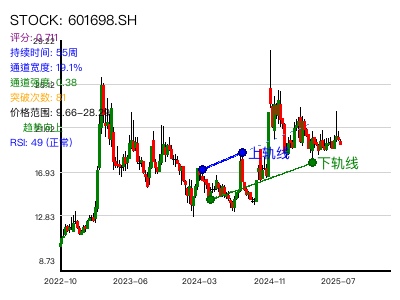 STOCK: 601698.SH
评分: 0.711
持续时间: 55周
通道宽度: 19.1%
通道强度: 0.38
突破次数: 91
价格范围: 9.66-28.20
趋势向上
RSI: 49 (正常)
上轨线
下轨线
16.93
12.83
8.73
2022-10
2023-06
2024-03
2024-11
2025-07